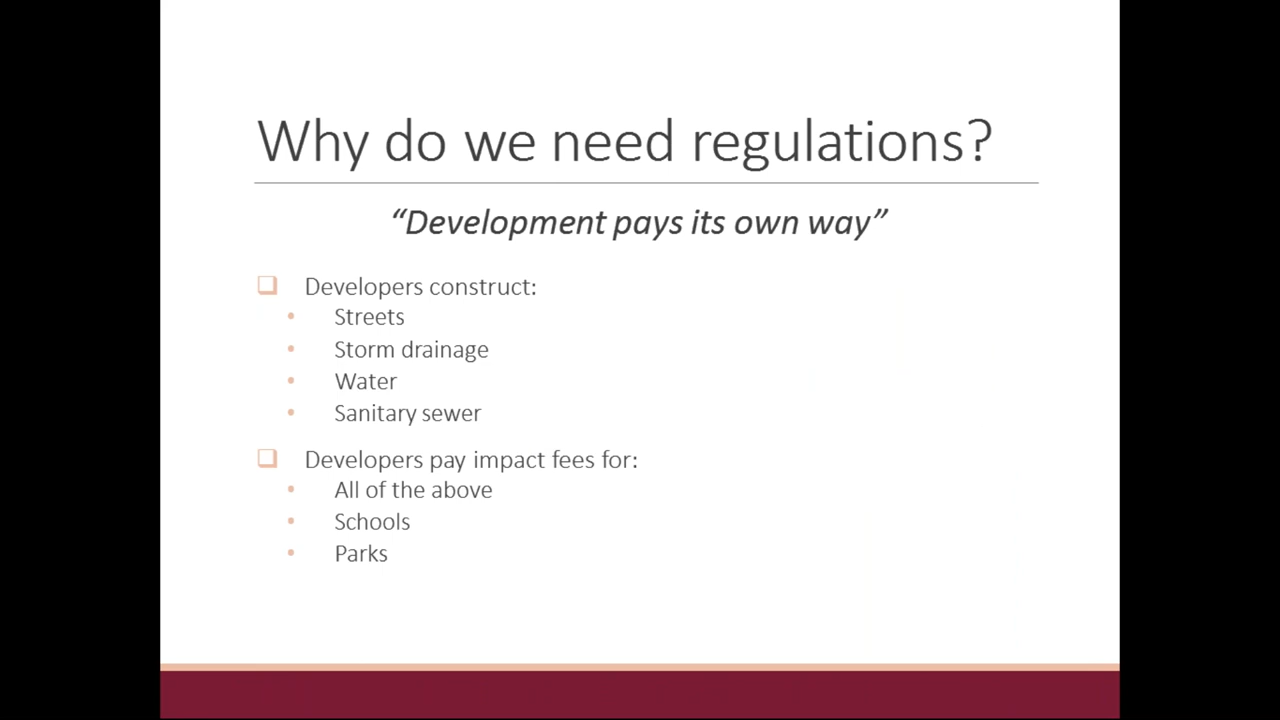 Why do we need regulations?
“Development pays its own way”
Developers construct:
Streets
Storm drainage
Water
Sanitary sewer
Developers pay impact fees for:
All of the above
Schools
Parks